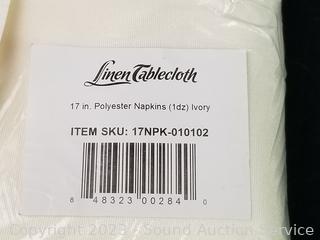 Linen Tablecloth
17 in. Polyester Napkins (1dz) Ivory
ITEM SKU: 17NPK-010102
8 48323 00284 0
Copyright 2023 - Sound Auction Service